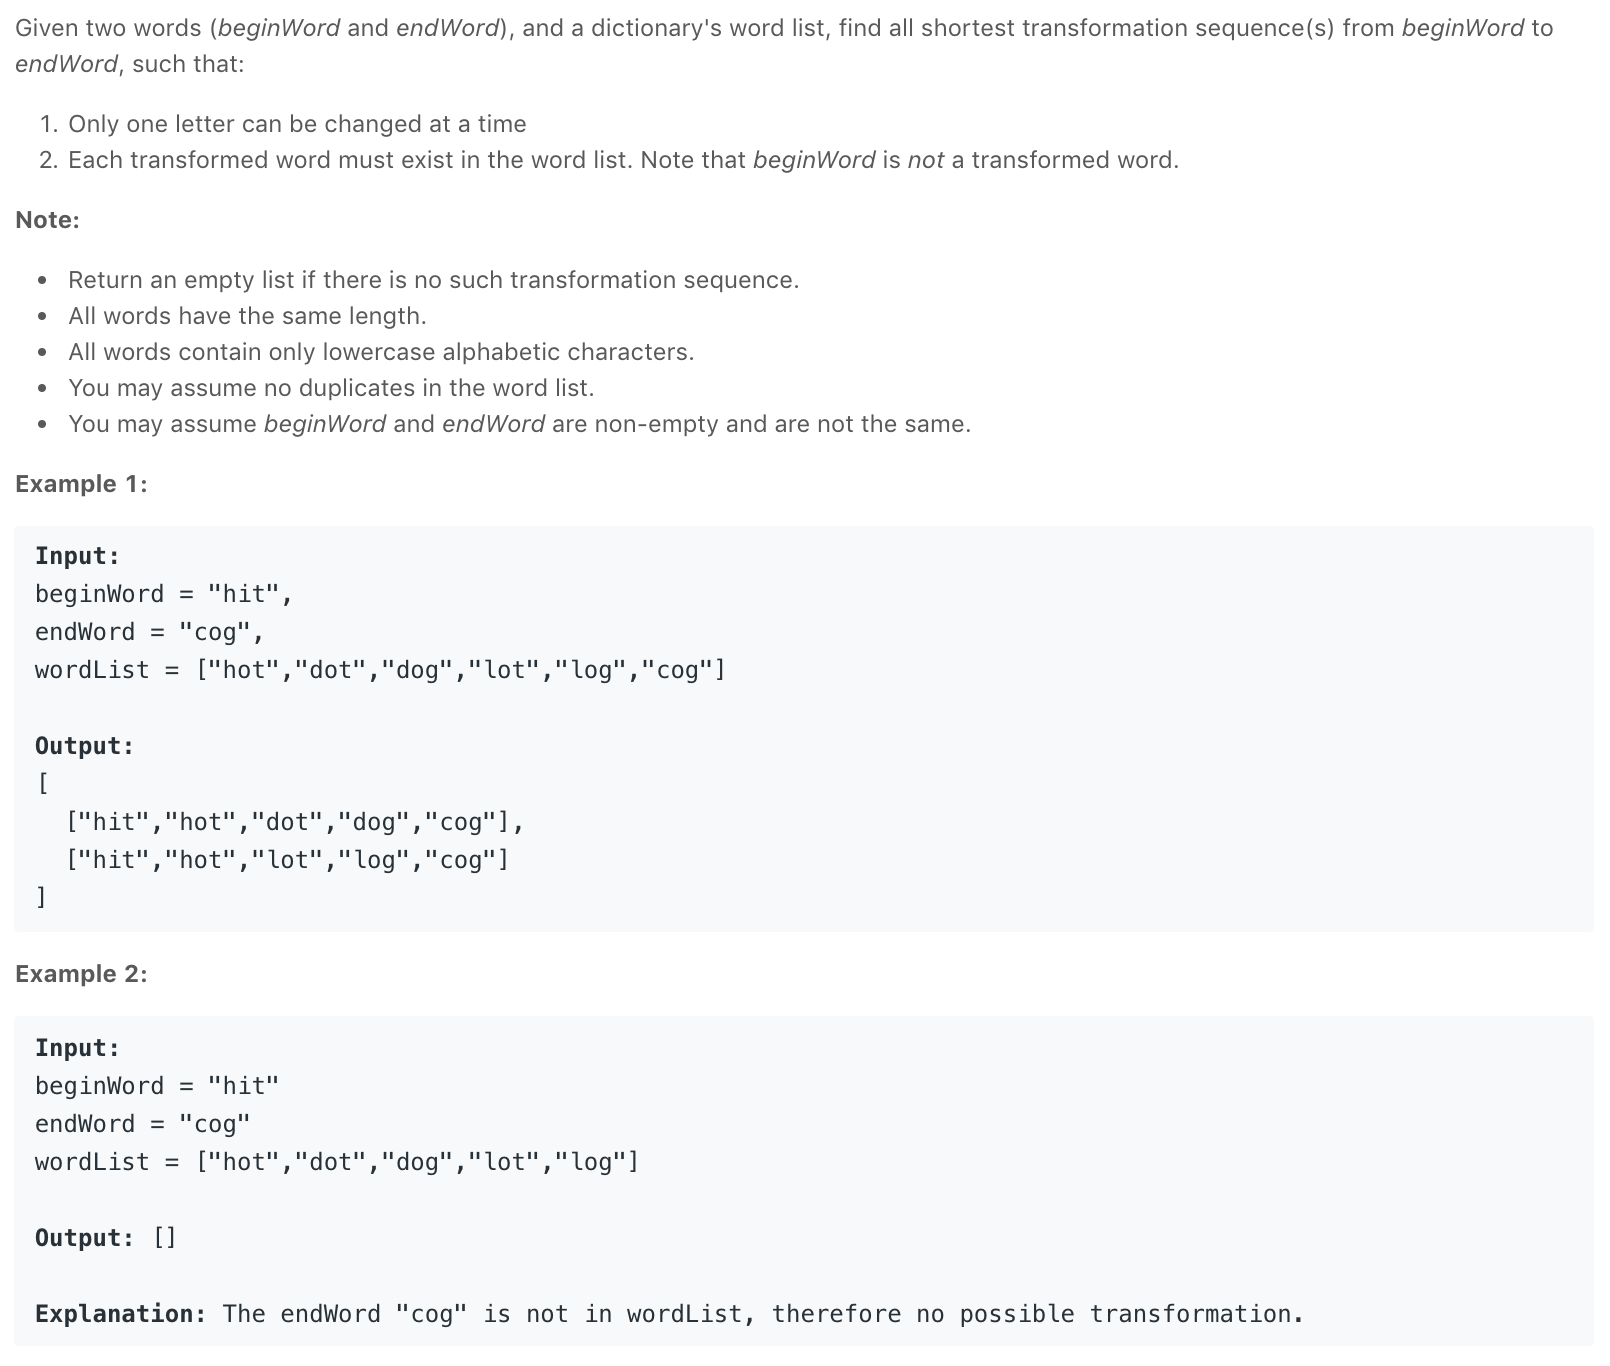 Given two words (beginWord and endWord), and a dictionary's word list, find all shortest transformation sequence(s) from beginWord to
endWord, such that:
1. Only one letter can be changed at a time
2. Each transformed word must exist in the word list. Note that beginWord is not a transformed word.
Note:
• Return an empty list if there is no such transformation sequence.
• All words have the same length.
• All words contain only lowercase alphabetic characters.
• You may assume no duplicates in the word list.
• You may assume beginWord and endWord are non-empty and are not the same.
Example 1:
Input:
beginWord = "hit",
endWord = "cog",
wordList = ["hot","dot","dog","lot","log","cog"]
Output:
[
  ["hit","hot","dot","dog","cog"],
  ["hit","hot","lot","log","cog"]
]
Example 2:
Input:
beginWord = "hit"
endWord = "cog"
wordList = ["hot","dot","dog","lot","log"]
Output: []
Explanation: The endWord "cog" is not in wordList, therefore no possible transformation.